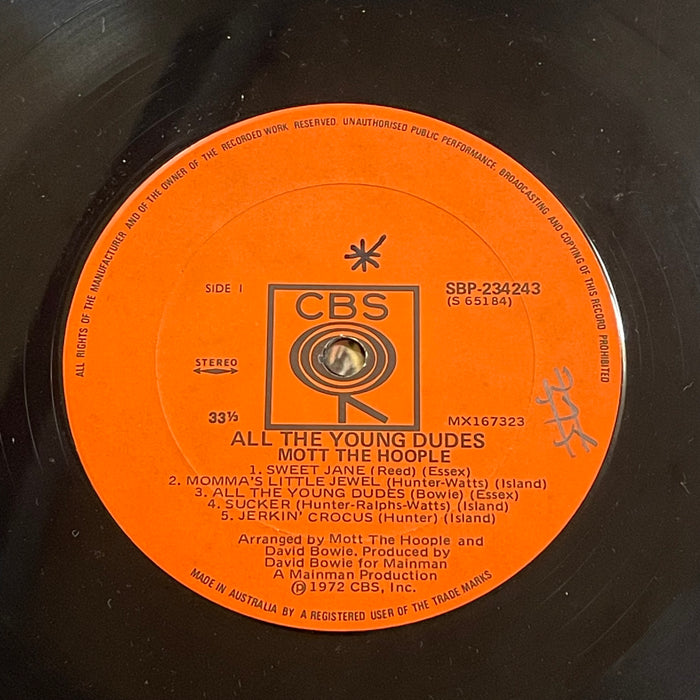 ALL RIGHTS OF THE MANUFACTURER AND OF THE OWNER OF THE RECORDED WORK RESERVED. UNAUTHORISED PUBLIC PERFORMANCE, BROADCASTING AND COPYING OF THIS RECORD PROHIBITED
SIDE 1
CBS
SBP-234243
(S 65184)
STEREO
33⅓
MX167323
ALL THE YOUNG DUDES
MOTT THE HOOPLE
1. SWEET JANE (Reed) (Essex)
2. MOMMA'S LITTLE JEWEL (Hunter-Watts) (Island)
3. ALL THE YOUNG DUDES (Bowie) (Essex)
4. SUCKER (Hunter-Ralphs-Watts) (Island)
5. JERKIN' CROCUS (Hunter) (Island)
Arranged by Mott The Hoople and
David Bowie. Produced by
David Bowie for Mainman
A Mainman Production
Ⓟ 1972 CBS, Inc.
MADE IN AUSTRALIA BY A REGISTERED USER OF THE TRADE MARKS